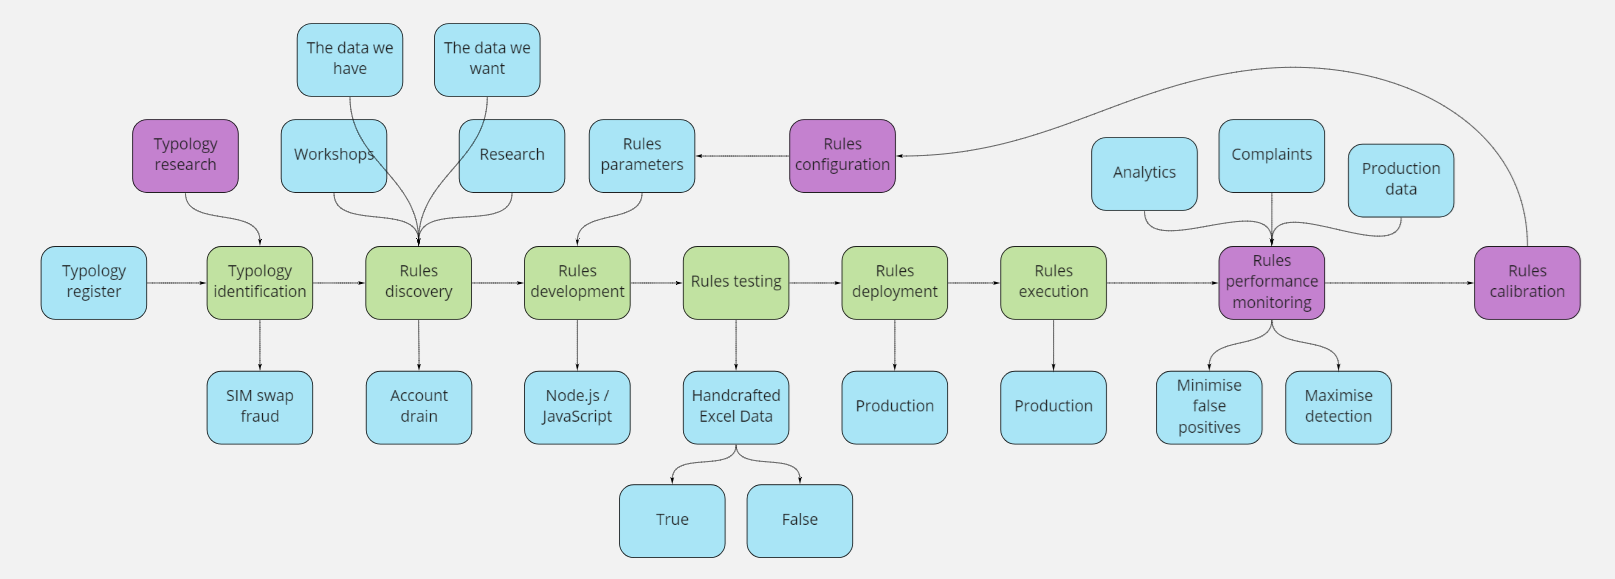 The data we
have
The data we
want
Typology
research
Workshops
Research
Rules
parameters
Rules
configuration
Analytics
Complaints
Production
data
Typology
register
Typology
identification
Rules
discovery
Rules
development
Rules testing
Rules
deployment
Rules
execution
Rules
performance
monitoring
Rules
calibration
SIM swap
fraud
Account
drain
Node.js /
JavaScript
Handcrafted
Excel Data
Production
Production
Minimise
false
positives
Maximise
detection
True
False